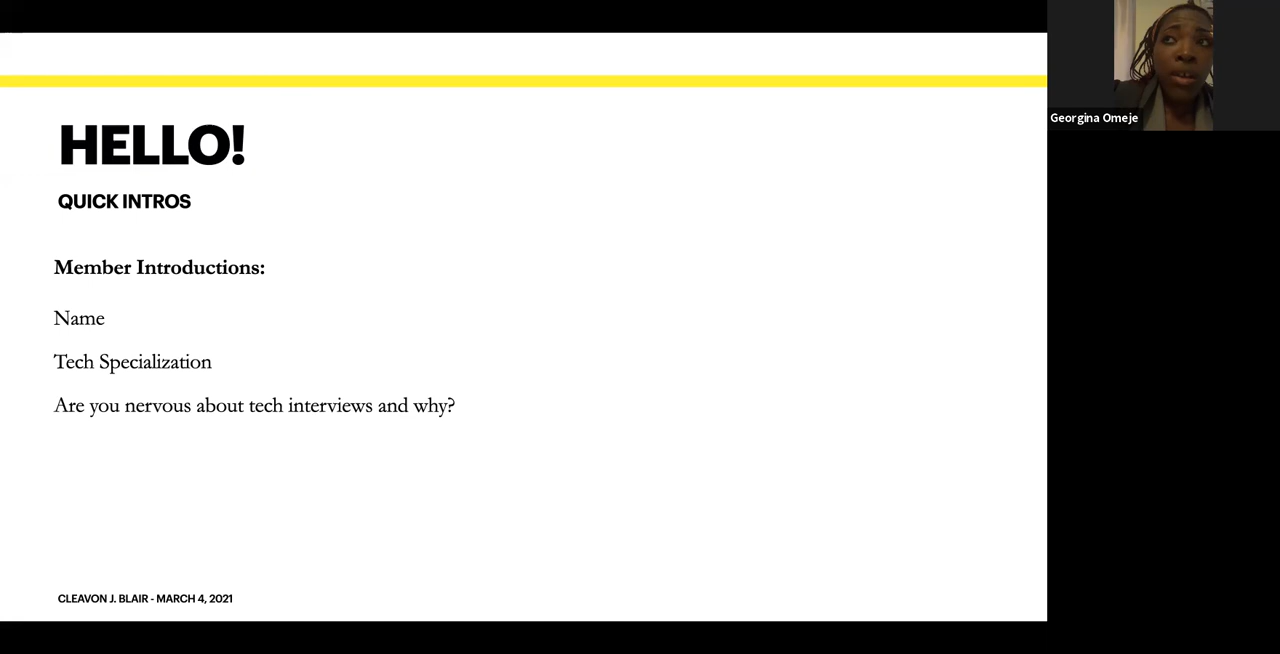 HELLO!
QUICK INTROS
Member Introductions:
Name
Tech Specialization
Are you nervous about tech interviews and why?
CLEAVON J. BLAIR - MARCH 4, 2021
Georgina Omeje